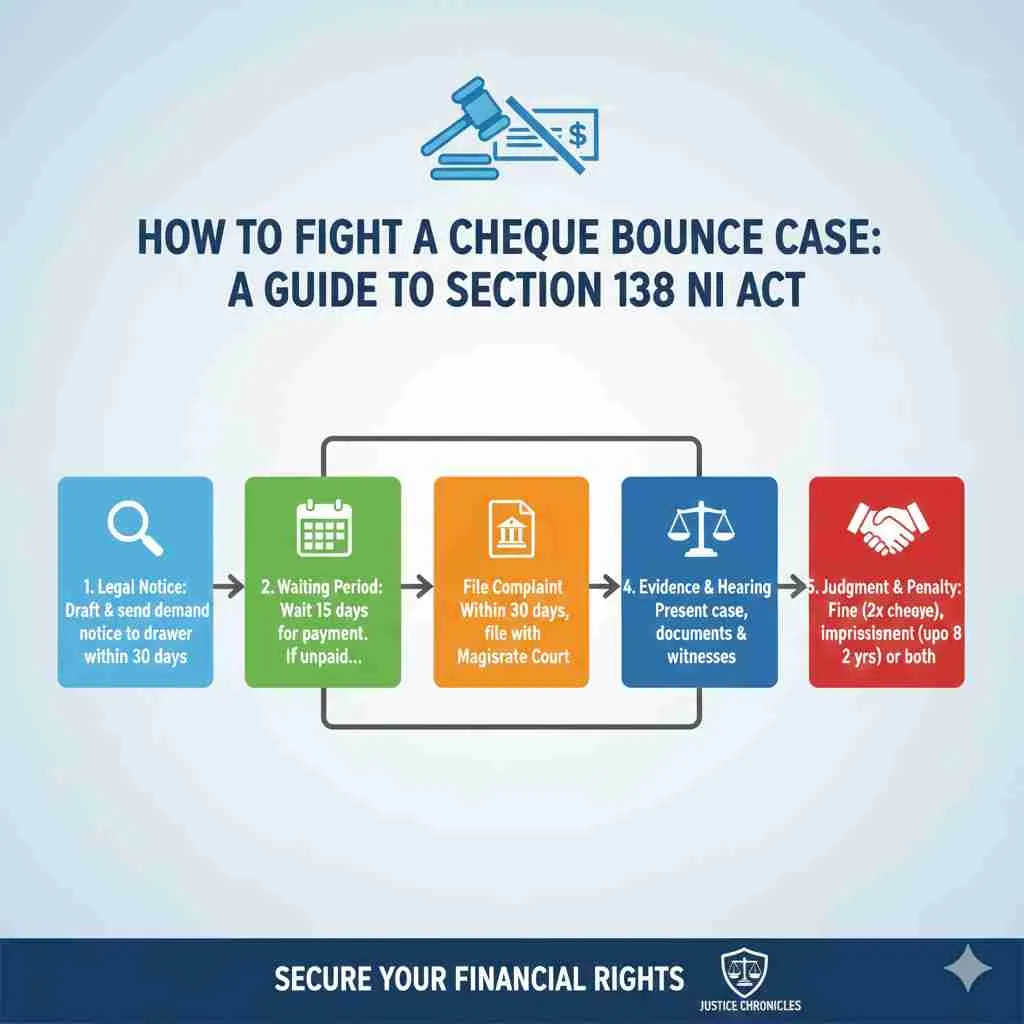 $
HOW TO FIGHT A CHEQUE BOUNCE CASE:
A GUIDE TO SECTION 138 NI ACT
1. Legal Notice:
Draft & send demand
notice to drawer
within 30 days
2. Waiting Period:
Wait 15 days
for payment.
If unpaid...
File Complaint
Within 30 days,
file with
Magisrate Court
4. Evidence & Hearing
Present case,
documents &
witnesses
5. Judgment & Penalty:
Fine (2x cheqye),
imprissisnent (upo 8
2 yrs) or both
SECURE YOUR FINANCIAL RIGHTS
JUSTICE CHRONICLES